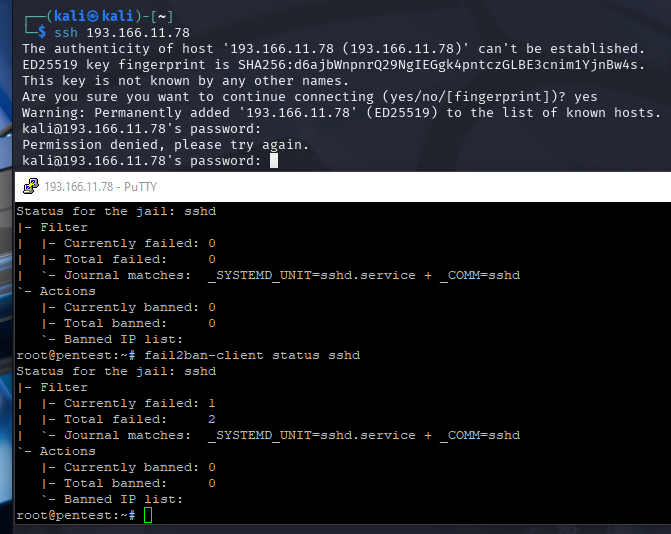 ┌──(kali㉿kali)-[~]
└─$ ssh 193.166.11.78
The authenticity of host '193.166.11.78 (193.166.11.78)' can't be established.
ED25519 key fingerprint is SHA256:d6ajbWnpnrQ29NgIEGgk4pntczGLBE3cnim1YjnBw4s.
This key is not known by any other names.
Are you sure you want to continue connecting (yes/no/[fingerprint])? yes
Warning: Permanently added '193.166.11.78' (ED25519) to the list of known hosts.
kali@193.166.11.78's password:
Permission denied, please try again.
kali@193.166.11.78's password:
193.166.11.78 - PuTTY
Status for the jail: sshd
|- Filter
|  |- Currently failed: 0
|  |- Total failed:     0
|  `- Journal matches:  _SYSTEMD_UNIT=sshd.service + _COMM=sshd
`- Actions
   |- Currently banned: 0
   |- Total banned:     0
   `- Banned IP list:
root@pentest:~# fail2ban-client status sshd
Status for the jail: sshd
|- Filter
|  |- Currently failed: 1
|  |- Total failed:     2
|  `- Journal matches:  _SYSTEMD_UNIT=sshd.service + _COMM=sshd
`- Actions
   |- Currently banned: 0
   |- Total banned:     0
   `- Banned IP list:
root@pentest:~#